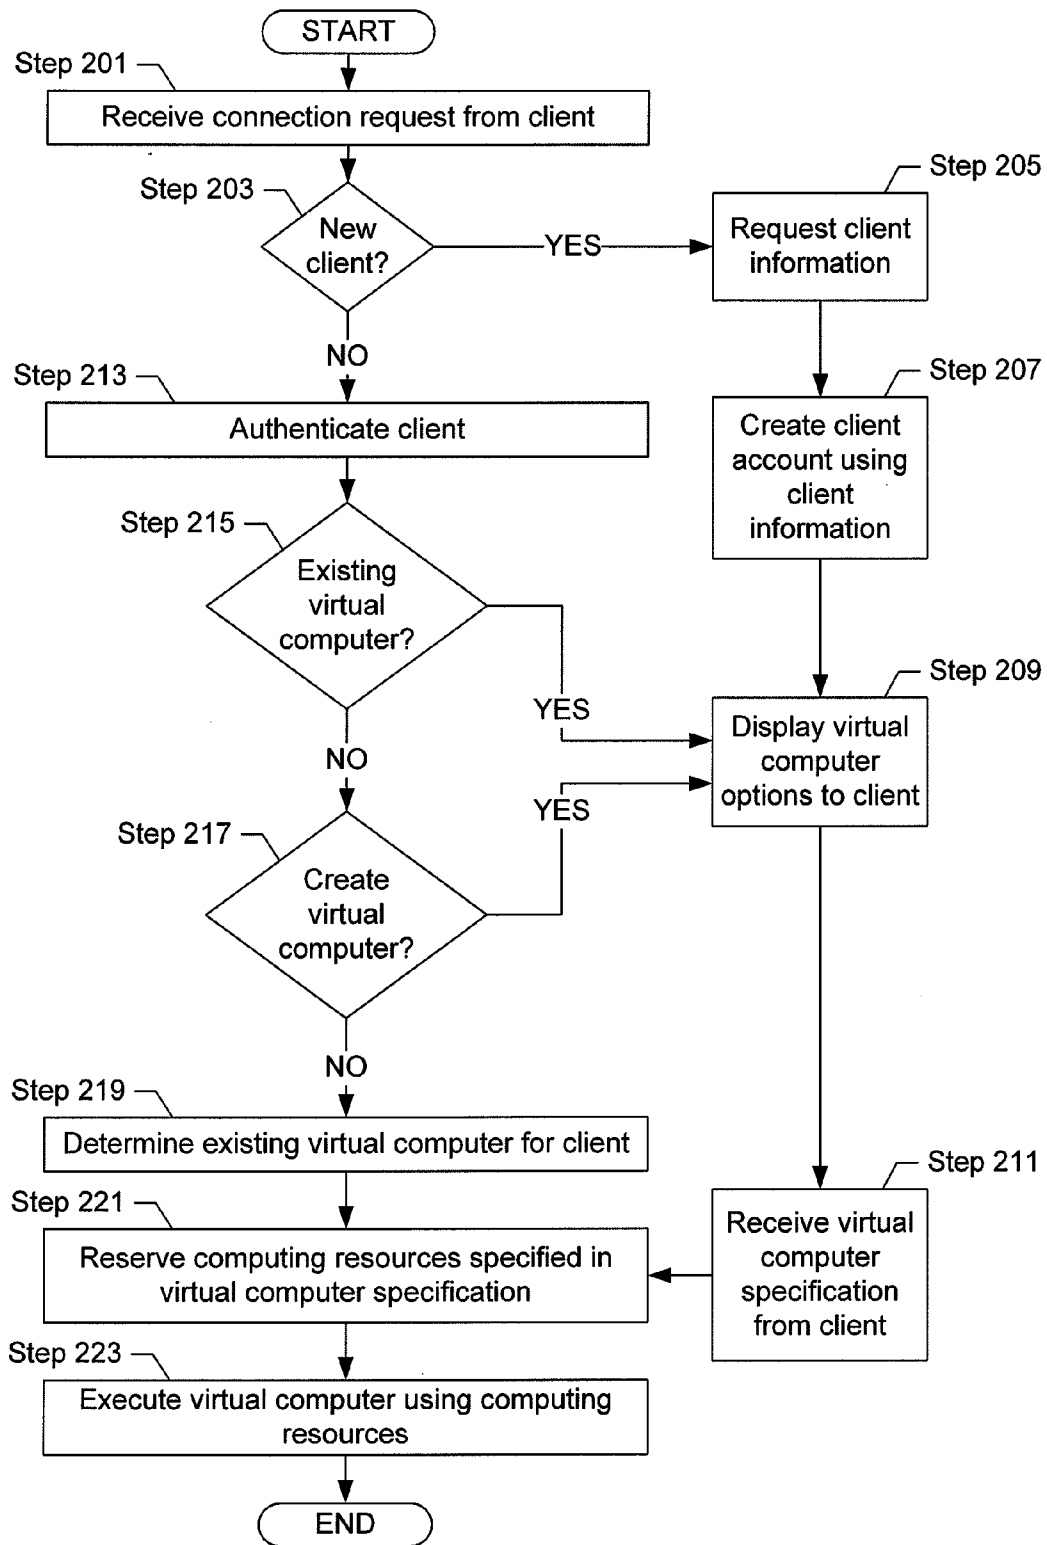 START
Step 201
Receive connection request from client
Step 203
New
client?
YES
Step 205
Request client
information
NO
Step 207
Create client
account using
client
information
Step 213
Authenticate client
Step 215
Existing
virtual
computer?
YES
NO
Step 209
Display virtual
computer
options to client
Step 217
Create
virtual
computer?
YES
NO
Step 219
Determine existing virtual computer for client
Step 211
Receive virtual
computer
specification
from client
Step 221
Reserve computing resources specified in
virtual computer specification
Step 223
Execute virtual computer using computing
resources
END